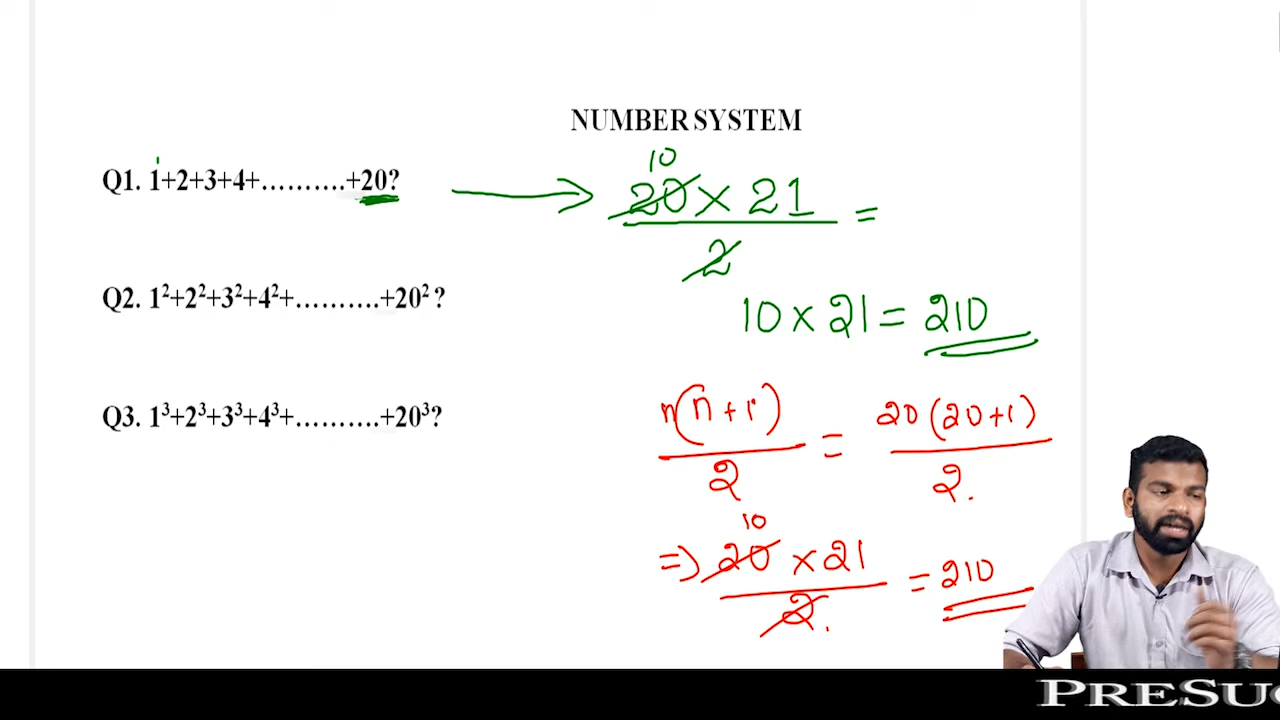 NUMBER SYSTEM
Q1. 1+2+3+4+……….+20?
10
20 × 21
2
=
10 × 21 = 210
Q2. 1²+2²+3²+4²+……….+20² ?
Q3. 1³+2³+3³+4³+……….+20³?
n(n+1) = 20(20+1)
2 2.
10
=> 20 × 21 = 210
2.
PRESU